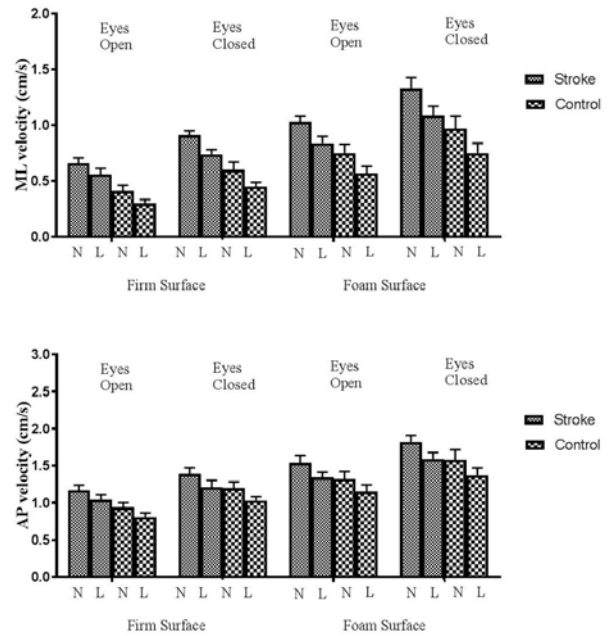 2.0
1.5
1.0
0.5
0.0
ML velocity (cm/s)
Eyes Open
Eyes Closed
Eyes Open
Eyes Closed
Stroke
Control
N L N L N L N L N L N L N L N L
Firm Surface Foam Surface
3.0
2.5
2.0
1.5
1.0
0.5
0.0
AP velocity (cm/s)
Eyes Open
Eyes Closed
Eyes Open
Eyes Closed
Stroke
Control
N L N L N L N L N L N L N L N L
Firm Surface Foam Surface